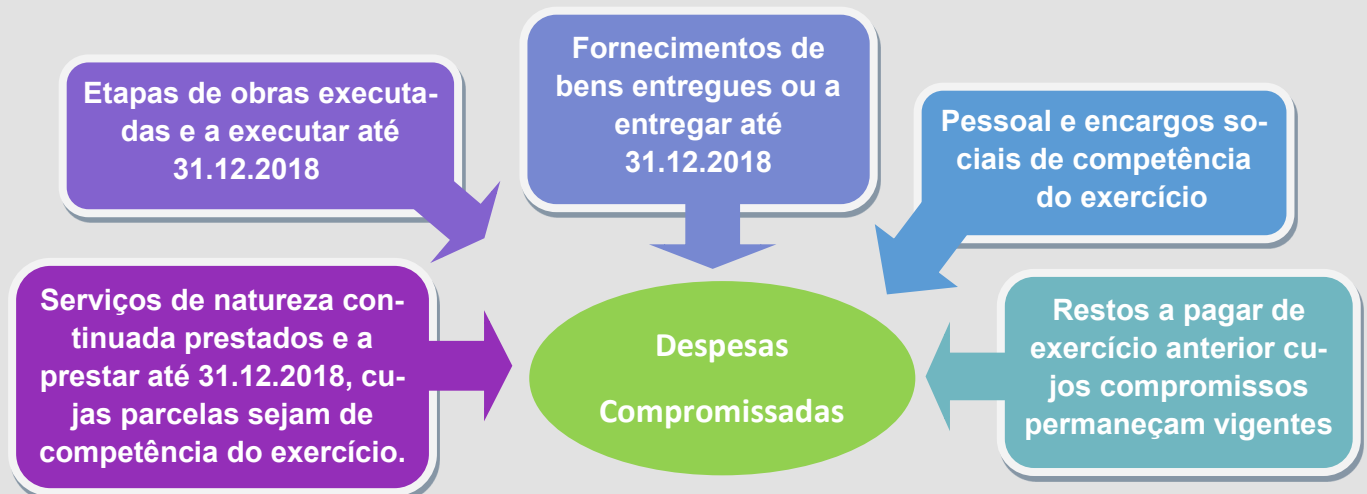 Etapas de obras executa-
das e a executar até
31.12.2018
Fornecimentos de
bens entregues ou a
entregar até
31.12.2018
Pessoal e encargos so-
ciais de competência
do exercício
Serviços de natureza con-
tinuada prestados e a
prestar até 31.12.2018, cu-
jas parcelas sejam de
competência do exercício.
Despesas
Compromissadas
Restos a pagar de
exercício anterior cu-
jos compromissos
permaneçam vigentes